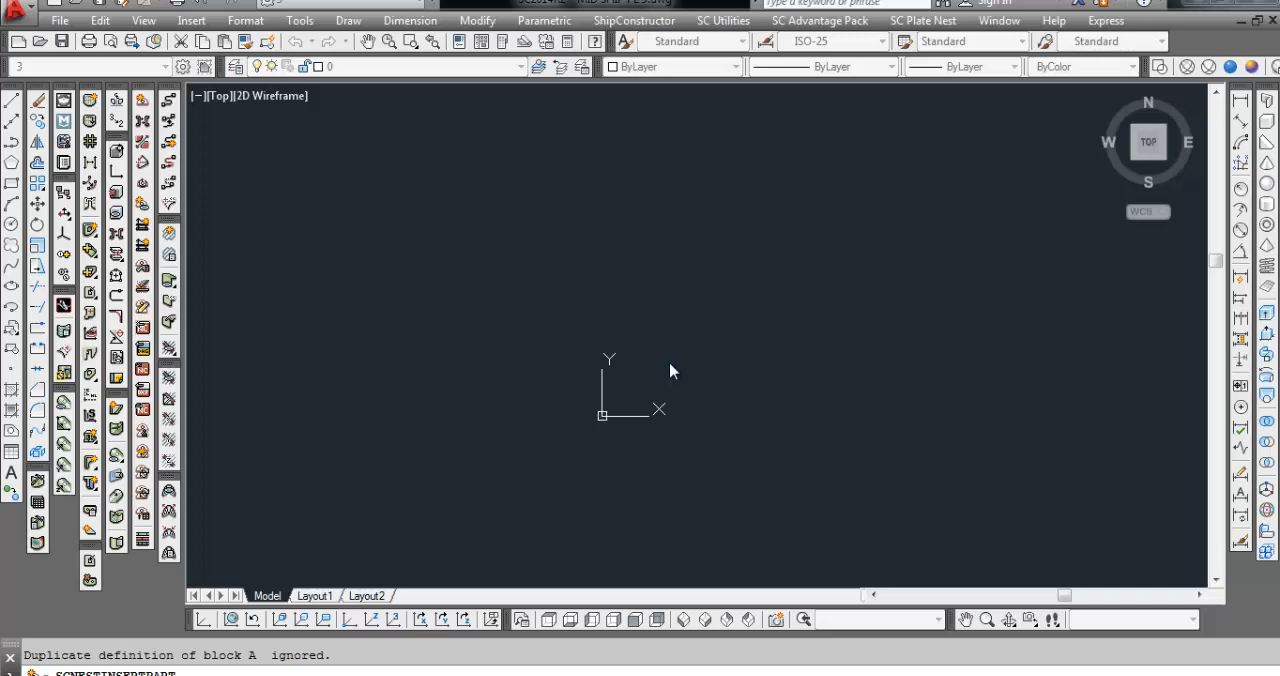 File Edit View Insert Format Tools Draw Dimension Modify Parametric ShipConstructor SC Utilities SC Advantage Pack SC Plate Nest Window Help Express
Standard ISO-25 Standard Standard
3 0 ByLayer ByLayer ByLayer ByColor
[−][Top][2D Wireframe]
N
W TOP E
S
WCS
Y
X
Model Layout1 Layout2
Duplicate definition of block A ignored.
SCNESTINSERTPART